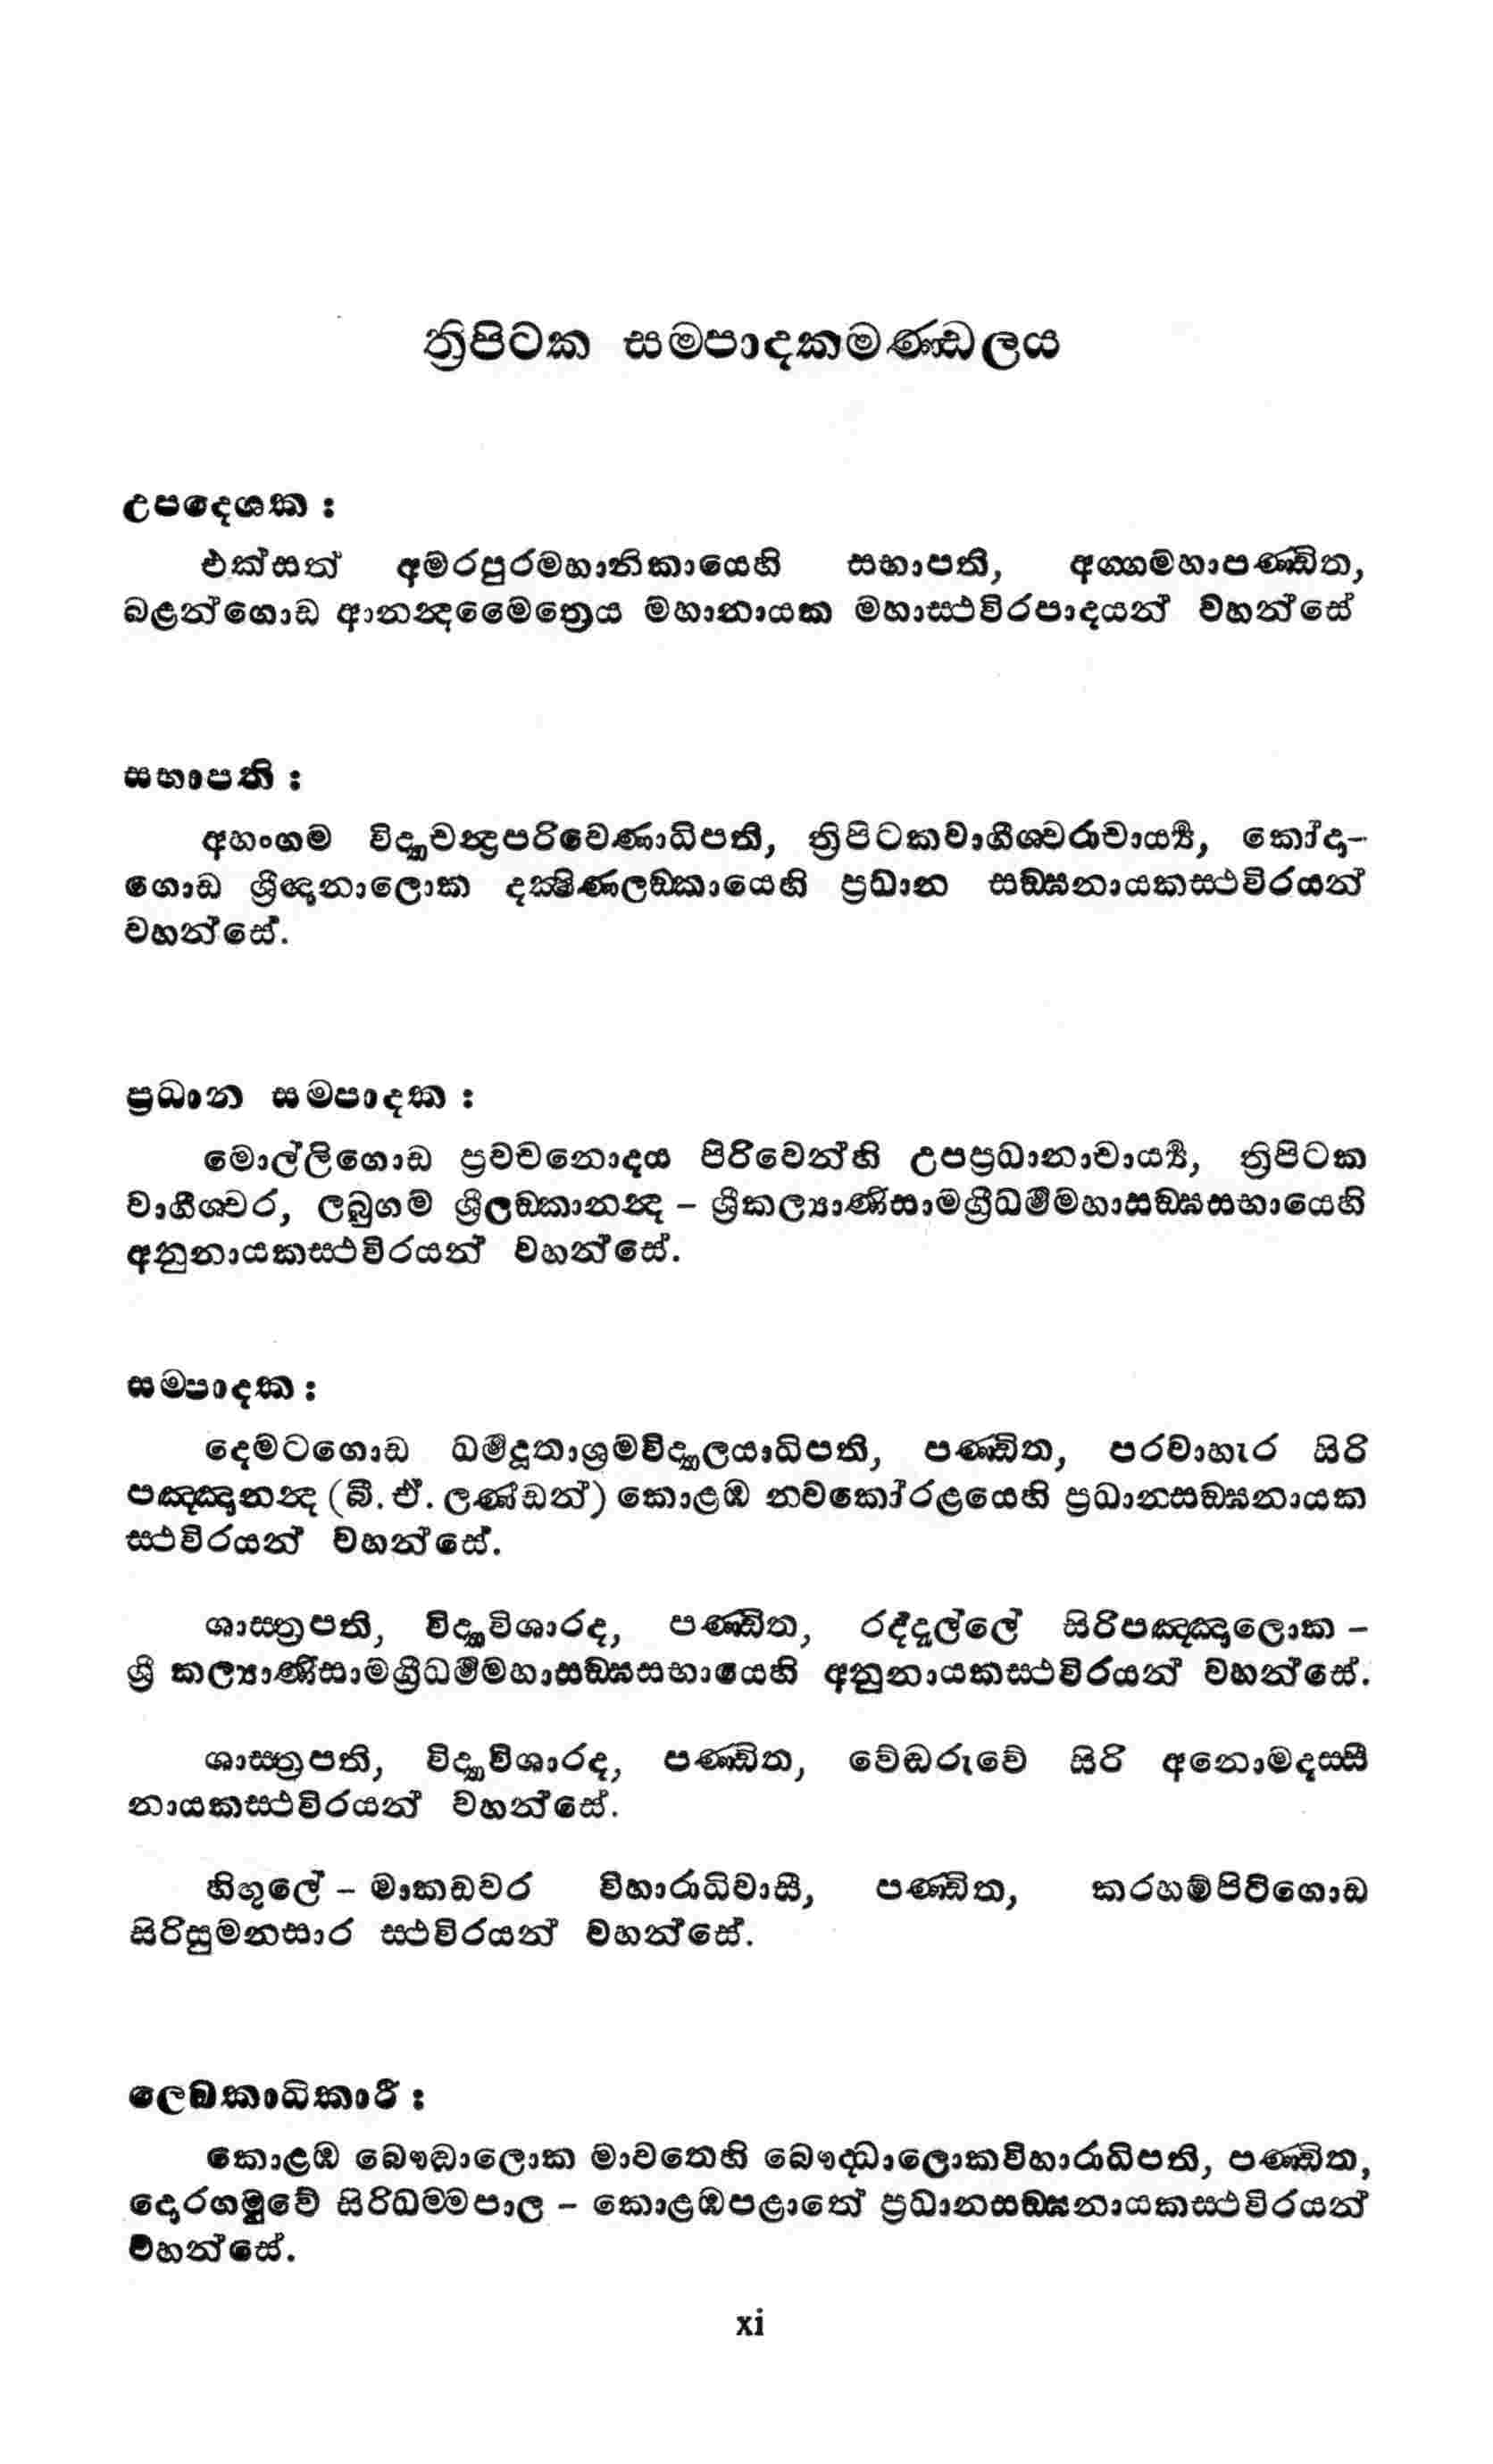 ත්‍රිපිටක සම්පාදකමණ්ඩලය
උපදෙශක :
එක්සත් අමරපුරමහානිකායෙහි සභාපති, අග්ගමහාපණ්ඩිත,
බළන්ගොඩ ආනන්දමෛත්‍රෙය මහානායක මහාස්ථවිරපාදයන් වහන්සේ
සභාපති :
අහංගම විද්‍යාචන්ද්‍රපරිවෙණාධිපති, ත්‍රිපිටකවාගීශ්වරාචාර්‍ය්‍ය, කෝදා-
ගොඩ ශ්‍රීඥානාලොක දක්ෂිණලඞ්කායෙහි ප්‍රධාන සඞ්ඝනායකස්ථවිරයන්
වහන්සේ.
ප්‍රධාන සම්පාදක :
මොල්ලිගොඩ ප්‍රවචනොදය පිරිවෙන්හි උපප්‍රධානාචාර්‍ය්‍ය, ත්‍රිපිටක
වාගීශ්වර, ලබුගම ශ්‍රීලඞ්කානන්ද – ශ්‍රීකල්‍යාණිසාමග්‍රීධර්‍මමහාසඞ්ඝසභායෙහි
අනුනායකස්ථවිරයන් වහන්සේ.
සම්පාදක :
දෙමටගොඩ ධර්‍මදූතාශ්‍රමවිද්‍යාලයාධිපති, පණ්ඩිත, පරවාහැර සිරි
පඤ්ඤානන්ද (බී. ඒ. ලණ්ඩන්) කොළඹ නවකෝරළයෙහි ප්‍රධානසඞ්ඝනායක
ස්ථවිරයන් වහන්සේ.
ශාස්ත්‍රපති, විද්‍යාවිශාරද, පණ්ඩිත, රද්දැල්ලේ සිරිපඤ්ඤාලොක –
ශ්‍රී කල්‍යාණිසාමග්‍රීධර්‍මමහාසඞ්ඝසභායෙහි අනුනායකස්ථවිරයන් වහන්සේ.
ශාස්ත්‍රපති, විද්‍යාවිශාරද, පණ්ඩිත, වේඬරුවේ සිරි අනොමදස්සී
නායකස්ථවිරයන් වහන්සේ.
හිඟුලේ – මාකඩවර විහාරාධිවාසී, පණ්ඩිත, කරහම්පිටිගොඩ
සිරිසුමනසාර ස්ථවිරයන් වහන්සේ.
ලෙඛකාධිකාරී :
කොළඹ බෞද්ධාලොක මාවතෙහි බෞද්ධාලොකවිහාරාධිපති, පණ්ඩිත,
දොරගමුවේ සිරිධම්මපාල – කොළඹපළාතේ ප්‍රධානසඞ්ඝනායකස්ථවිරයන්
වහන්සේ.
xi